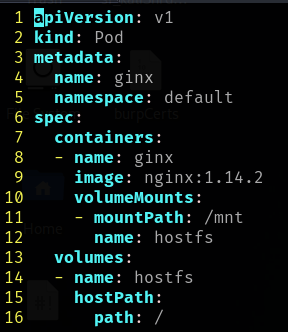 1 apiVersion: v1
2 kind: Pod
3 metadata:
4   name: ginx
5   namespace: default
6 spec:
7   containers:
8   - name: ginx
9     image: nginx:1.14.2
10     volumeMounts:
11     - mountPath: /mnt
12       name: hostfs
13   volumes:
14   - name: hostfs
15     hostPath:
16       path: /
burpCerts
Home